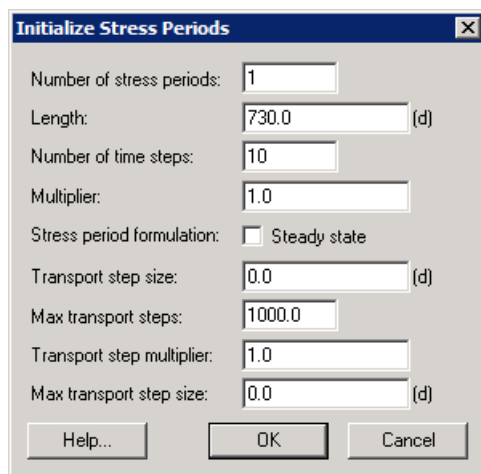 Initialize Stress Periods
Number of stress periods: 1
Length: 730.0 (d)
Number of time steps: 10
Multiplier: 1.0
Stress period formulation: Steady state
Transport step size: 0.0 (d)
Max transport steps: 1000.0
Transport step multiplier: 1.0
Max transport step size: 0.0 (d)
Help... OK Cancel